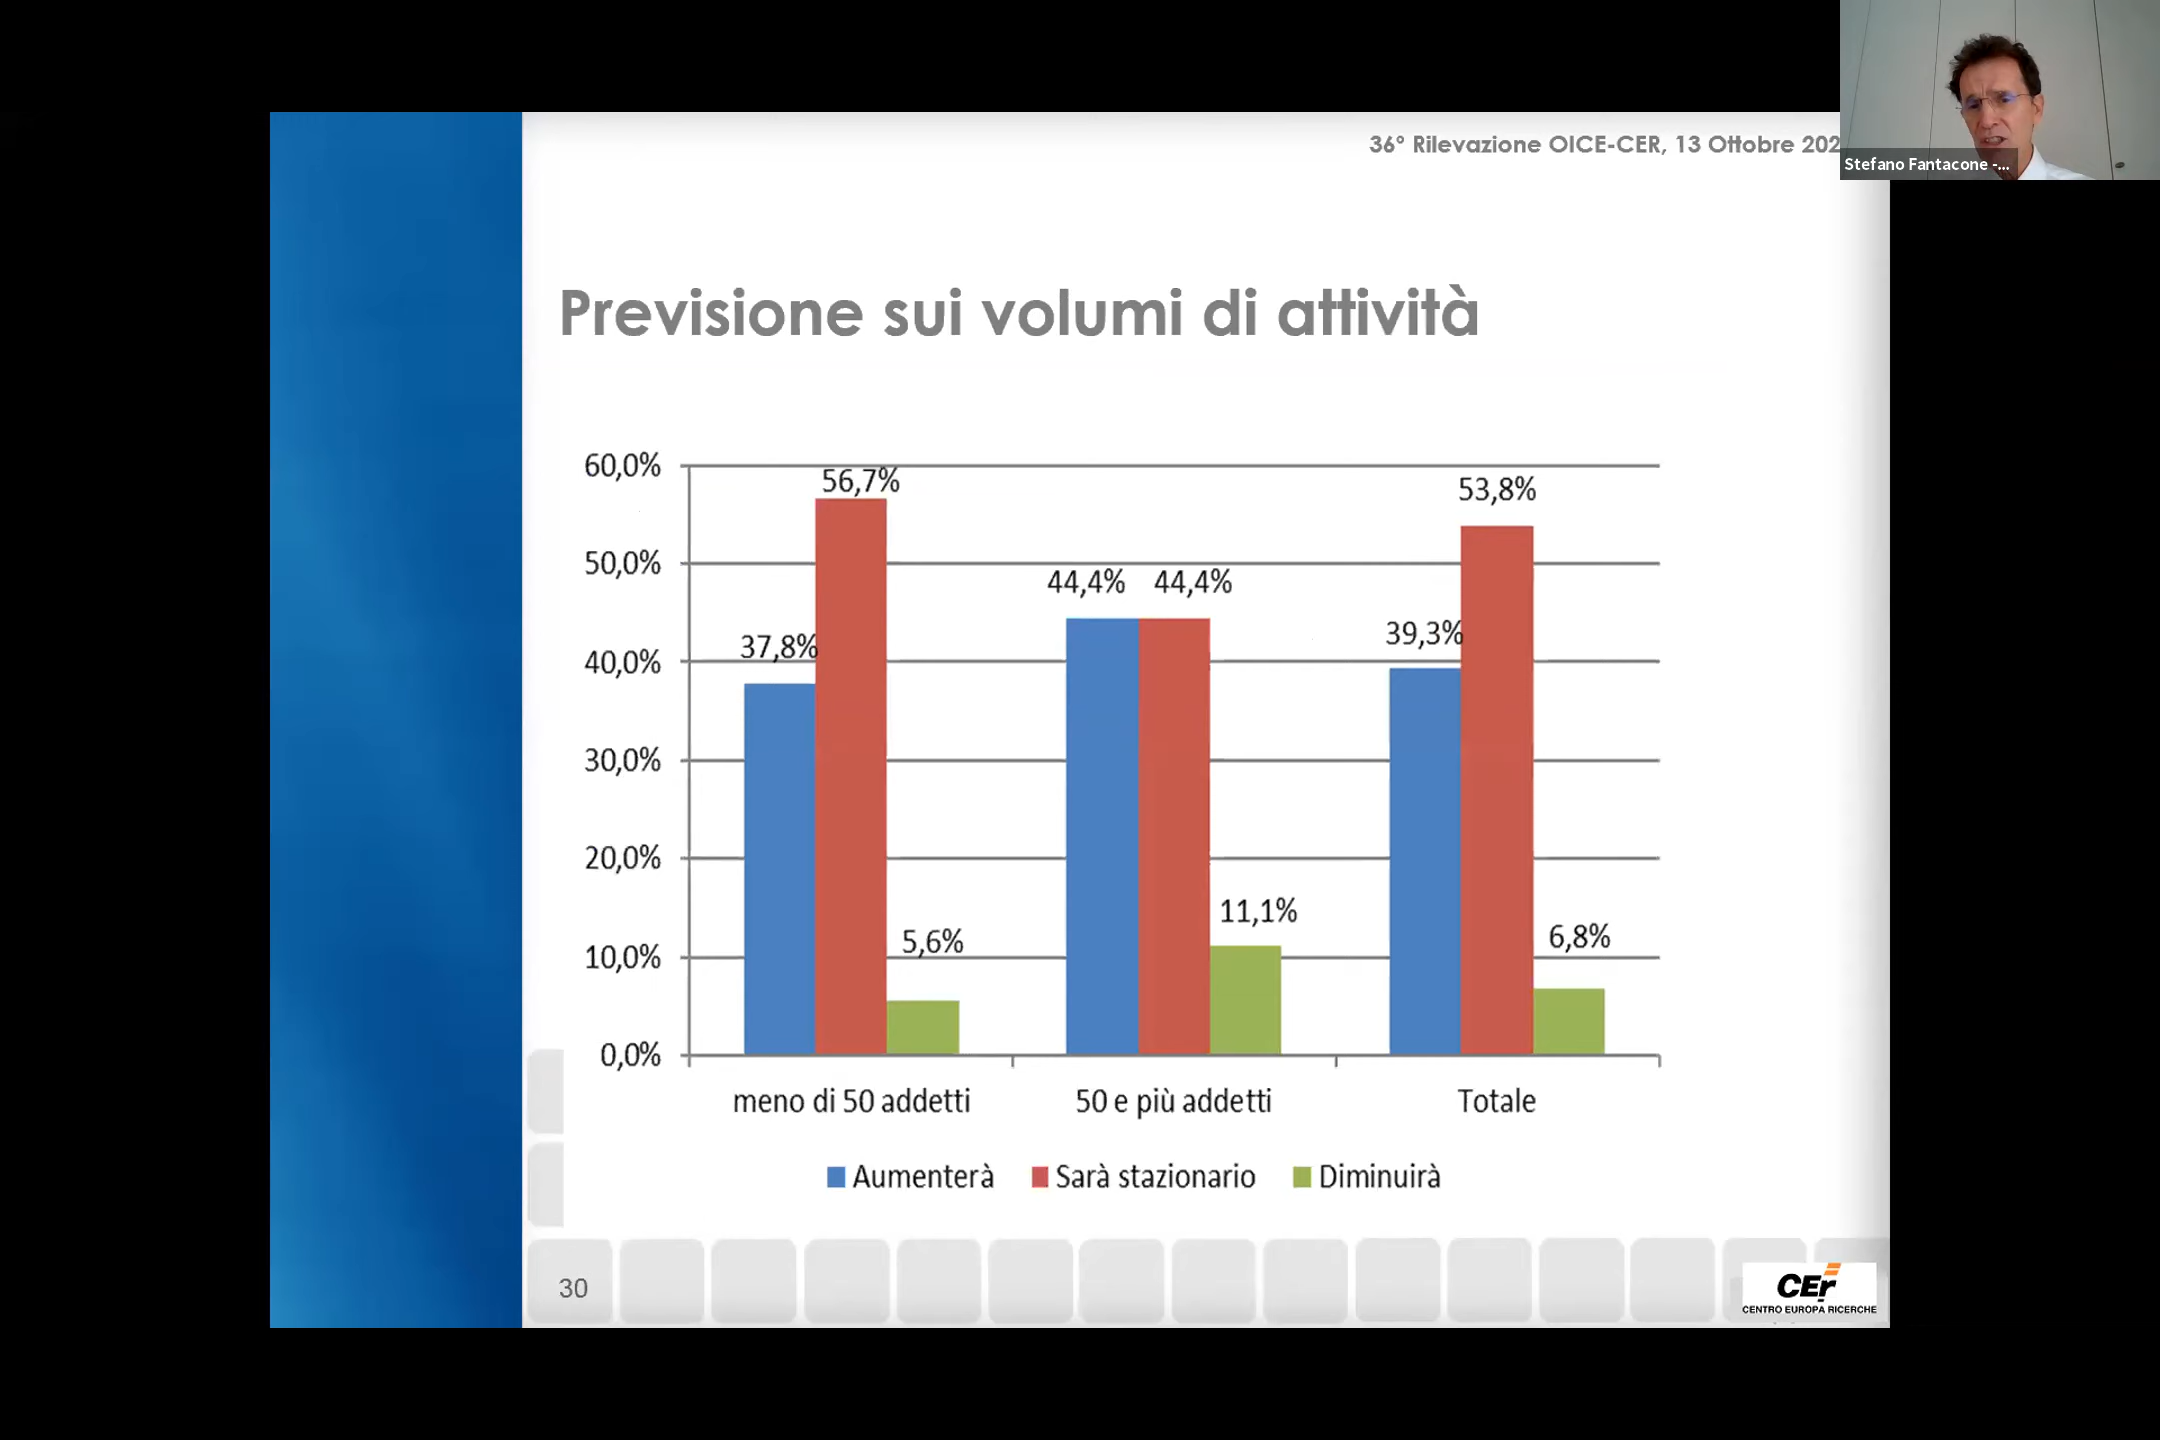 36° Rilevazione OICE-CER, 13 Ottobre 202
Stefano Fantacone -...
Previsione sui volumi di attività
60,0%
50,0%
40,0%
30,0%
20,0%
10,0%
0,0%
37,8%
56,7%
5,6%
44,4%
44,4%
11,1%
39,3%
53,8%
6,8%
meno di 50 addetti
50 e più addetti
Totale
Aumenterà
Sarà stazionario
Diminuirà
30
CEr
CENTRO EUROPA RICERCHE